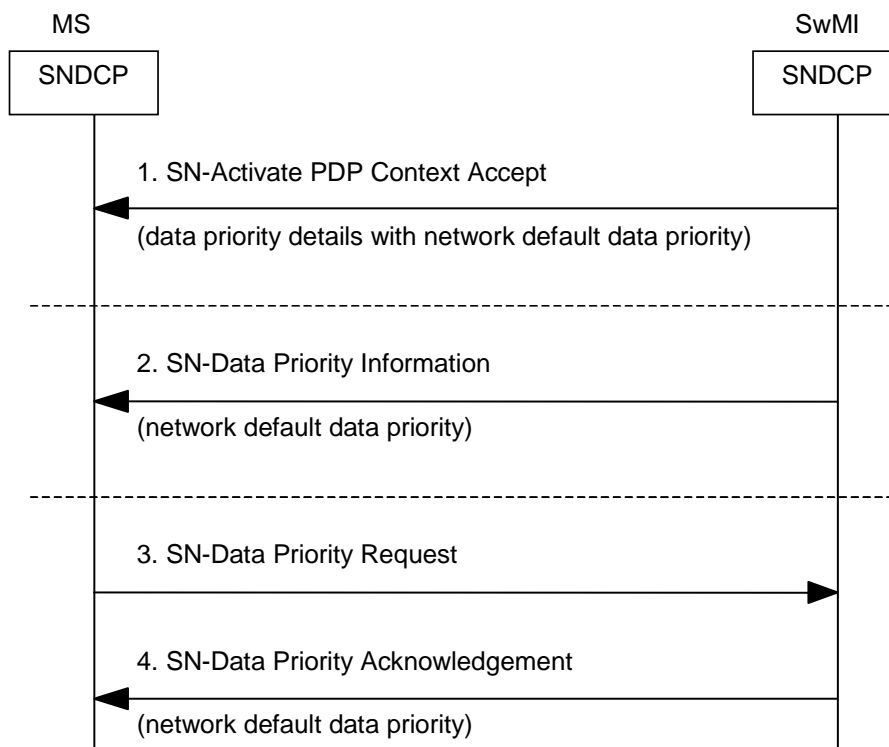 MS
SwMI
SNDCP
SNDCP
1. SN-Activate PDP Context Accept
(data priority details with network default data priority)
2. SN-Data Priority Information
(network default data priority)
3. SN-Data Priority Request
4. SN-Data Priority Acknowledgement
(network default data priority)